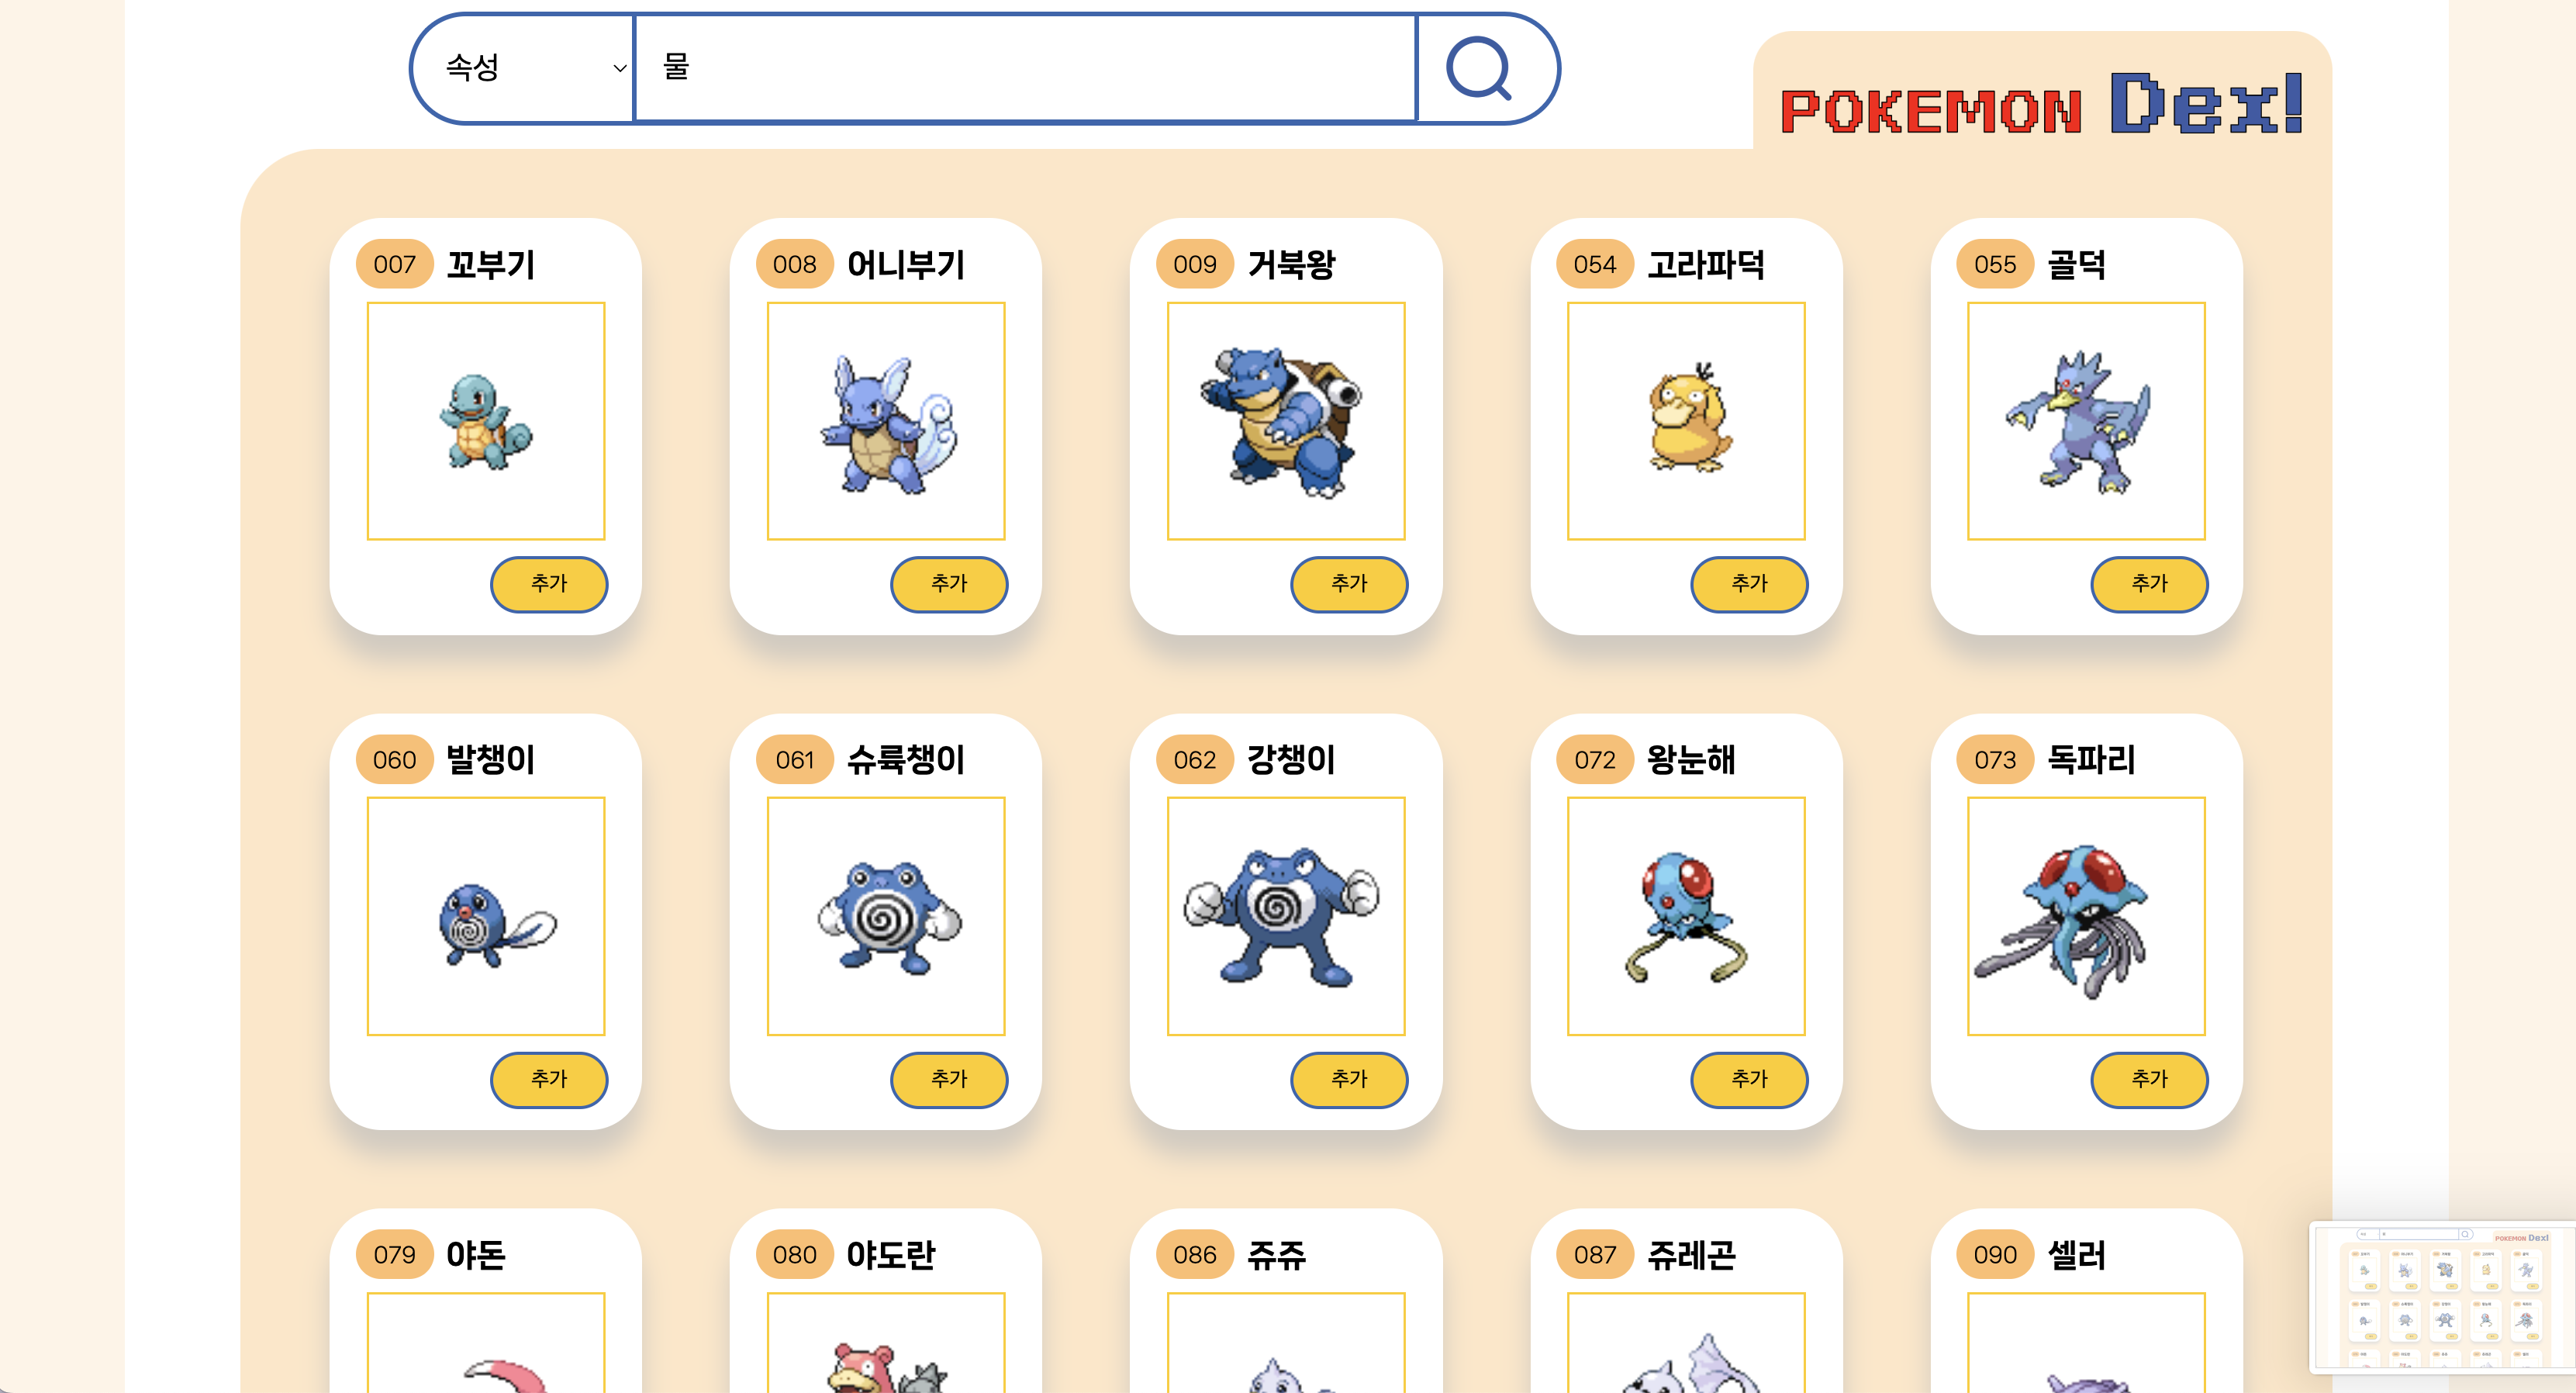 속성
물
POKEMON Dex!
007 꼬부기
008 어니부기
009 거북왕
054 고라파덕
055 골덕
추가
추가
추가
추가
추가
060 발챙이
061 슈륙챙이
062 강챙이
072 왕눈해
073 독파리
추가
추가
추가
추가
추가
079 야돈
080 야도란
086 쥬쥬
087 쥬레곤
090 셀러
POKEMON Dex!